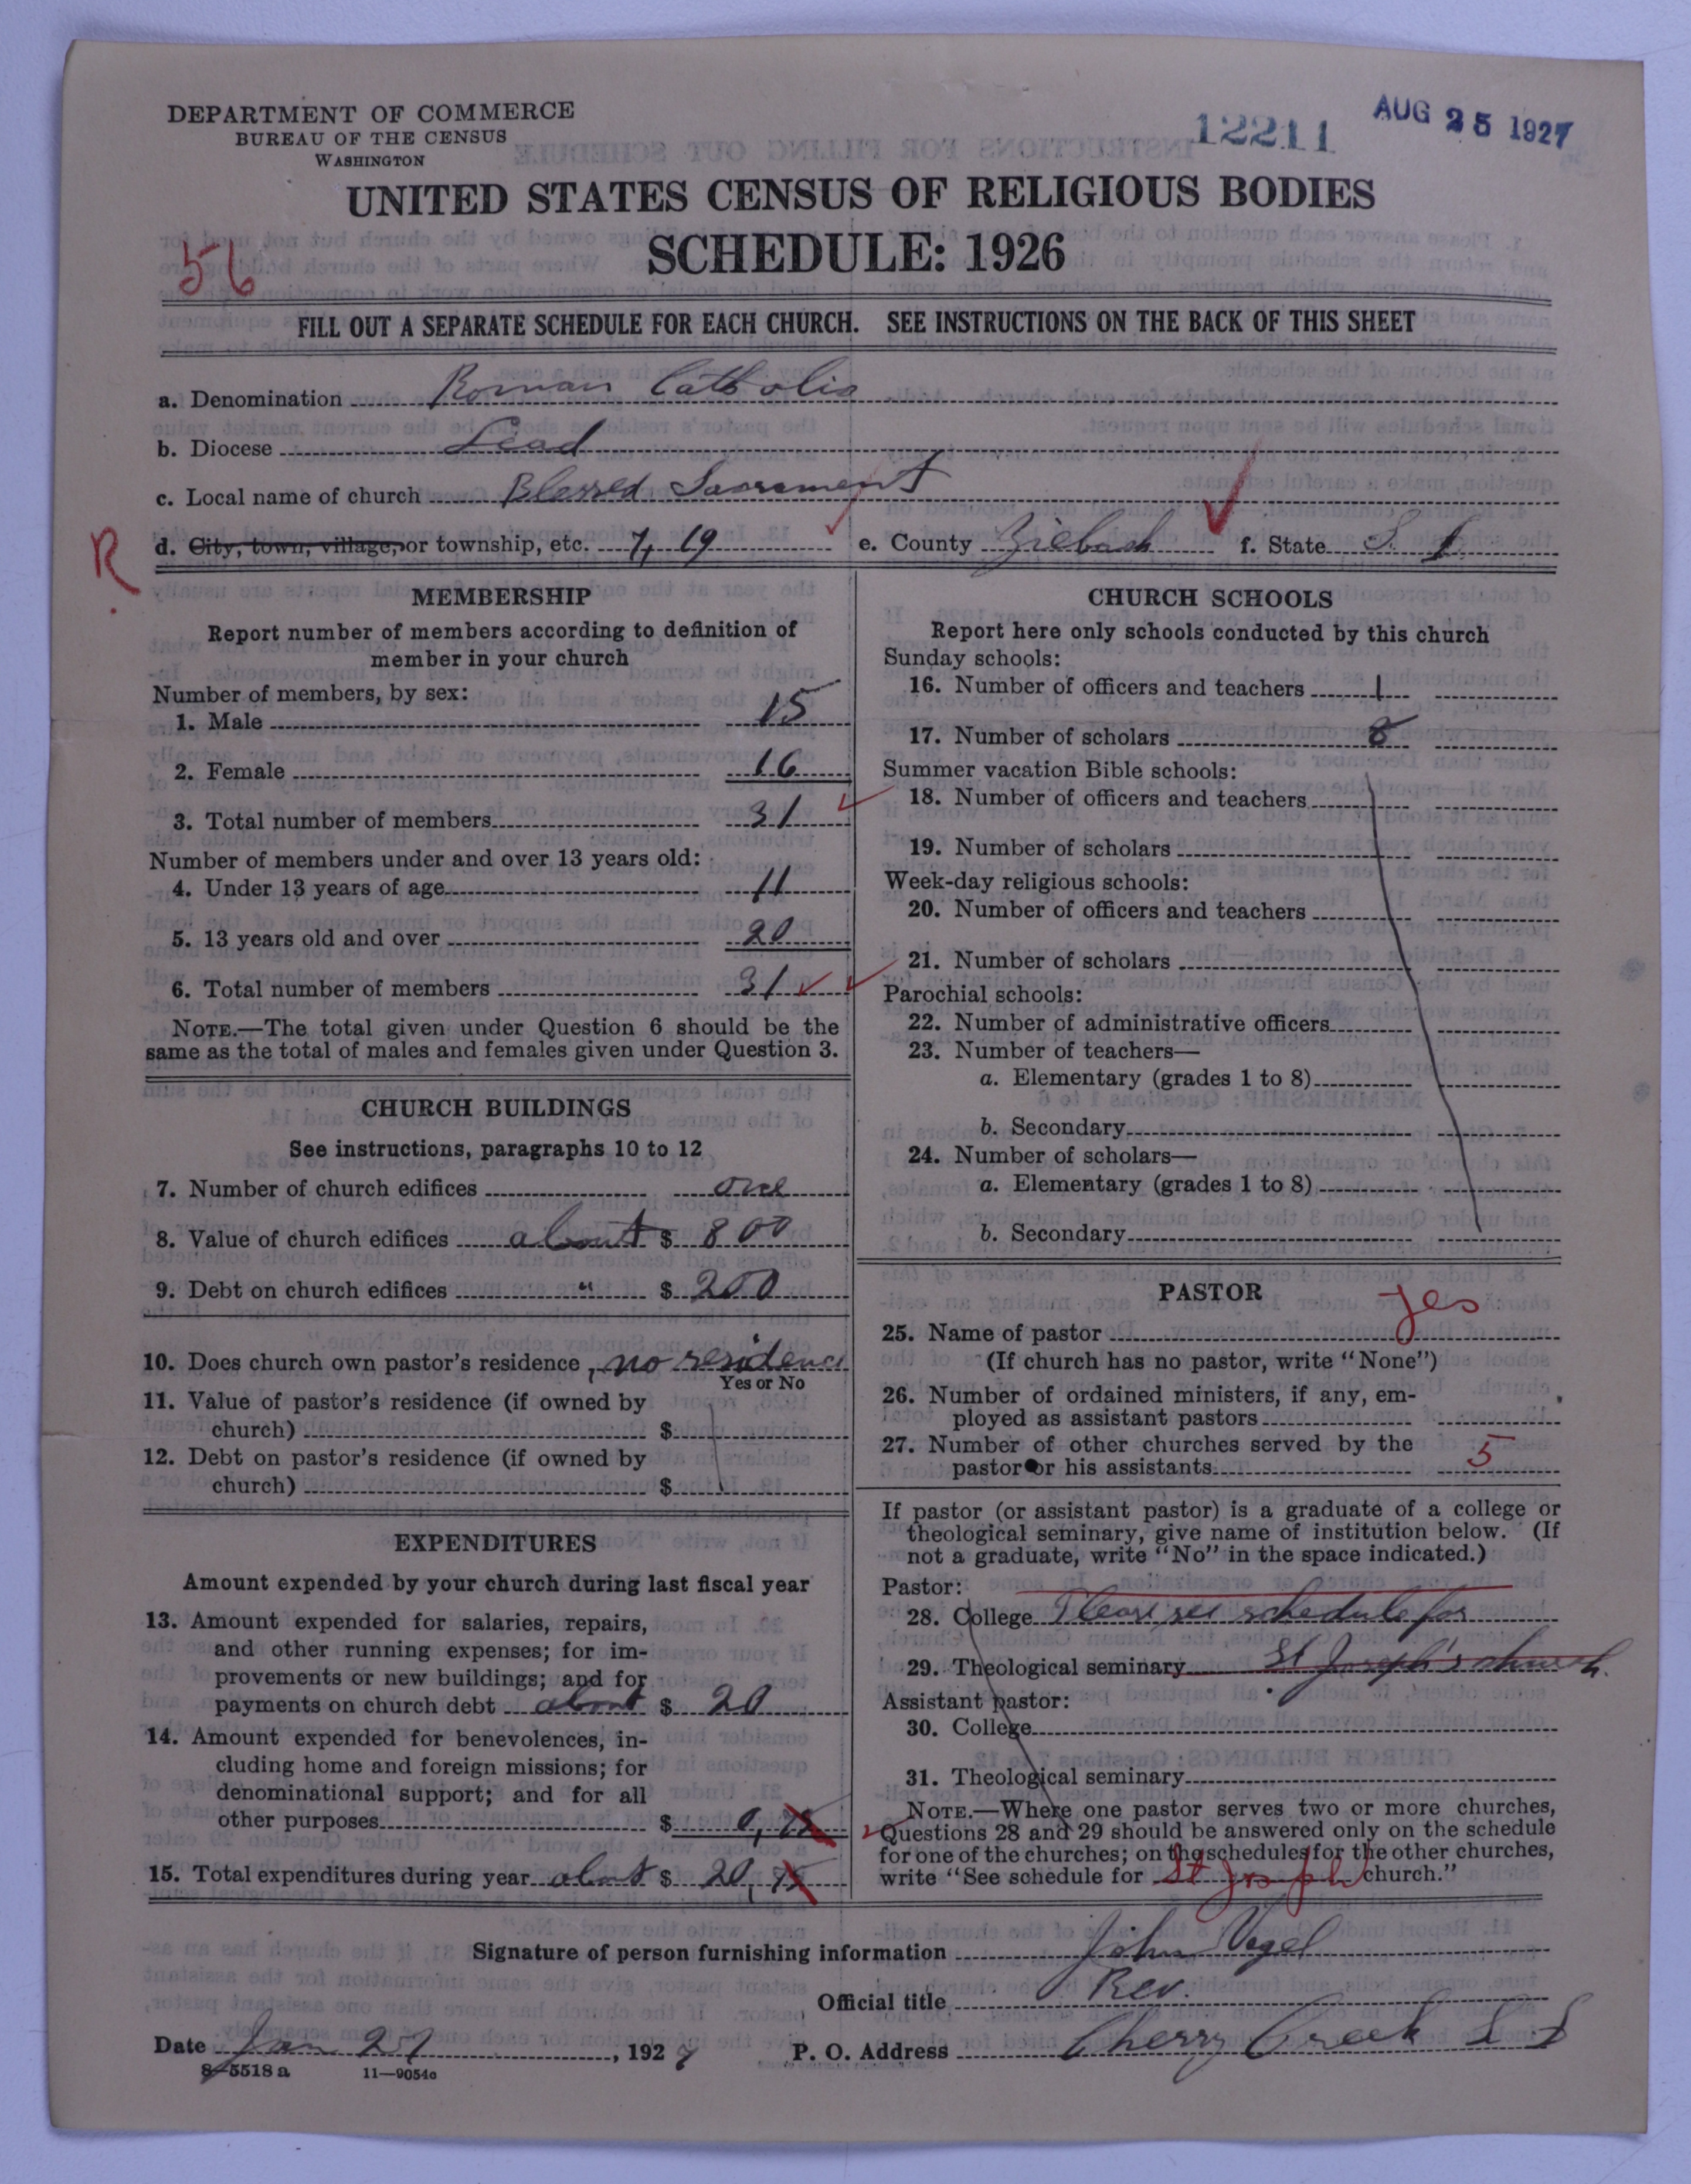 DEPARTMENT OF COMMERCE
BUREAU OF THE CENSUS
WASHINGTON
12211
AUG 25 1927
UNITED STATES CENSUS OF RELIGIOUS BODIES
SCHEDULE: 1926
56
FILL OUT A SEPARATE SCHEDULE FOR EACH CHURCH. SEE INSTRUCTIONS ON THE BACK OF THIS SHEET
a. Denomination Roman Catholic
b. Diocese Lead
c. Local name of church Blessed Sacrament
R d. City, town, village, or township, etc. 7, 19 e. County Ziebach f. State S.
MEMBERSHIP
Report number of members according to definition of
member in your church
Number of members, by sex:
1. Male 15
2. Female 16
3. Total number of members 31
Number of members under and over 13 years old:
4. Under 13 years of age 11
5. 13 years old and over 20
6. Total number of members 31
NOTE.—The total given under Question 6 should be the
same as the total of males and females given under Question 3.
CHURCH BUILDINGS
See instructions, paragraphs 10 to 12
7. Number of church edifices one
8. Value of church edifices about $ 800
9. Debt on church edifices " $ 200
10. Does church own pastor's residence, no residence
Yes or No
11. Value of pastor's residence (if owned by
church) $
12. Debt on pastor's residence (if owned by
church) $
EXPENDITURES
Amount expended by your church during last fiscal year
13. Amount expended for salaries, repairs,
and other running expenses; for im-
provements or new buildings; and for
payments on church debt about $ 20
14. Amount expended for benevolences, in-
cluding home and foreign missions; for
denominational support; and for all
other purposes $ 0,75
15. Total expenditures during year about $ 20,75
CHURCH SCHOOLS
Report here only schools conducted by this church
Sunday schools:
16. Number of officers and teachers 1
17. Number of scholars 8
Summer vacation Bible schools:
18. Number of officers and teachers
19. Number of scholars
Week-day religious schools:
20. Number of officers and teachers
21. Number of scholars
Parochial schools:
22. Number of administrative officers
23. Number of teachers—
a. Elementary (grades 1 to 8)
b. Secondary
24. Number of scholars—
a. Elementary (grades 1 to 8)
b. Secondary
PASTOR
25. Name of pastor yes
(If church has no pastor, write "None")
26. Number of ordained ministers, if any, em-
ployed as assistant pastors
27. Number of other churches served by the
pastor or his assistants 5
If pastor (or assistant pastor) is a graduate of a college or
theological seminary, give name of institution below. (If
not a graduate, write "No" in the space indicated.)
Pastor:
28. College Please see schedule for
29. Theological seminary St Joseph's church.
Assistant pastor:
30. College
31. Theological seminary
NOTE.—Where one pastor serves two or more churches,
Questions 28 and 29 should be answered only on the schedule
for one of the churches; on the schedules for the other churches,
write "See schedule for St Joseph church."
Signature of person furnishing information John Vogel
Official title Rev.
Date Jan 27, 1927 P. O. Address Cherry Creek S
8-5518 a 11—9054c